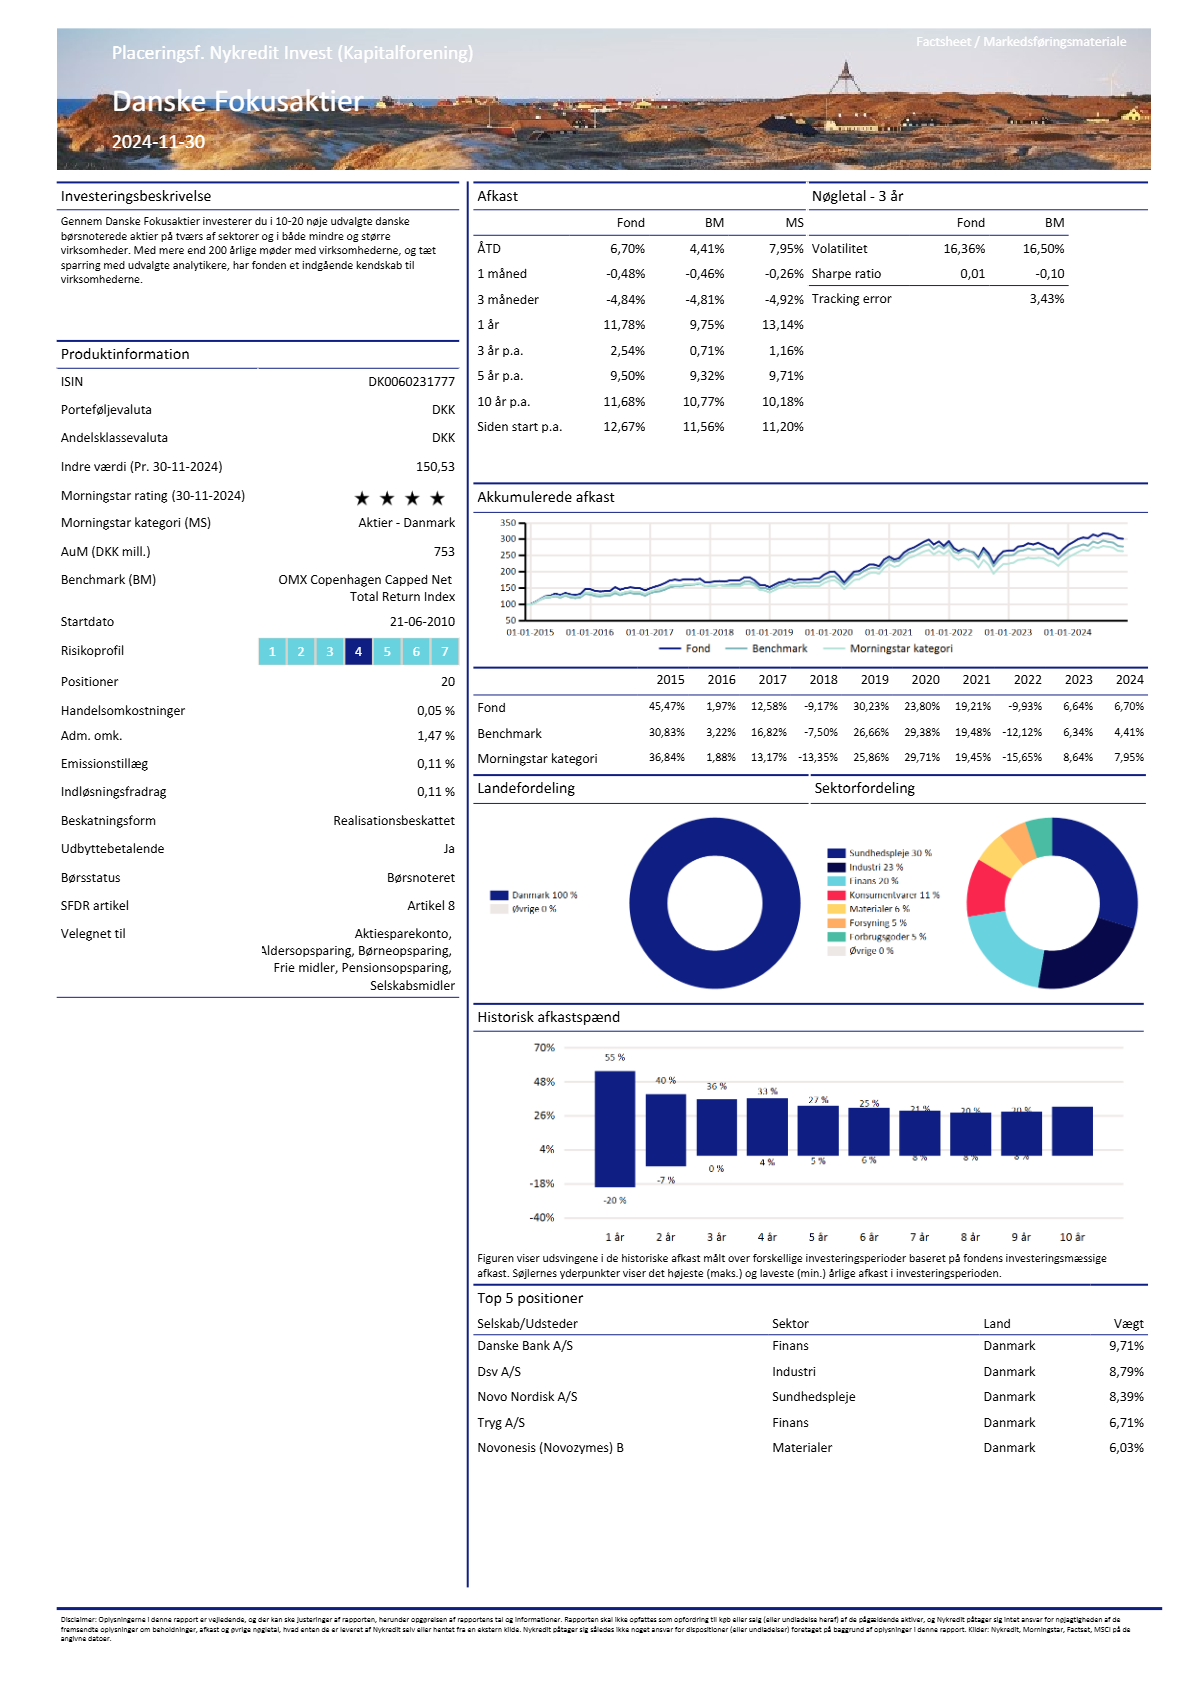 Placeringsf. Nykredit Invest (Kapitalforening)
Factsheet / Markedsføringsmateriale
Danske Fokusaktier
2024-11-30
Investeringsbeskrivelse
Gennem Danske Fokusaktier investerer du i 10-20 nøje udvalgte danske
børsnoterede aktier på tværs af sektorer og i både mindre og større
virksomheder. Med mere end 200 årlige møder med virksomhederne, og tæt
sparring med udvalgte analytikere, har fonden et indgående kendskab til
virksomhederne.
Produktinformation
ISIN DK0060231777
Porteføljevaluta DKK
Andelsklassevaluta DKK
Indre værdi (Pr. 30-11-2024) 150,53
Morningstar rating (30-11-2024) ★ ★ ★ ★
Morningstar kategori (MS) Aktier - Danmark
AuM (DKK mill.) 753
Benchmark (BM) OMX Copenhagen Capped Net
Total Return Index
Startdato 21-06-2010
Risikoprofil 1 2 3 4 5 6 7
Positioner 20
Handelsomkostninger 0,05 %
Adm. omk. 1,47 %
Emissionstillæg 0,11 %
Indløsningsfradrag 0,11 %
Beskatningsform Realisationsbeskattet
Udbyttebetalende Ja
Børsstatus Børsnoteret
SFDR artikel Artikel 8
Velegnet til Aktiesparekonto,
Aldersopsparing, Børneopsparing,
Frie midler, Pensionsopsparing,
Selskabsmidler
Afkast
Fond BM MS
ÅTD 6,70% 4,41% 7,95%
1 måned -0,48% -0,46% -0,26%
3 måneder -4,84% -4,81% -4,92%
1 år 11,78% 9,75% 13,14%
3 år p.a. 2,54% 0,71% 1,16%
5 år p.a. 9,50% 9,32% 9,71%
10 år p.a. 11,68% 10,77% 10,18%
Siden start p.a. 12,67% 11,56% 11,20%
Nøgletal - 3 år
Fond BM
Volatilitet 16,36% 16,50%
Sharpe ratio 0,01 -0,10
Tracking error 3,43%
Akkumulerede afkast
350
300
250
200
150
100
50
01-01-2015 01-01-2016 01-01-2017 01-01-2018 01-01-2019 01-01-2020 01-01-2021 01-01-2022 01-01-2023 01-01-2024
Fond Benchmark Morningstar kategori
2015 2016 2017 2018 2019 2020 2021 2022 2023 2024
Fond 45,47% 1,97% 12,58% -9,17% 30,23% 23,80% 19,21% -9,93% 6,64% 6,70%
Benchmark 30,83% 3,22% 16,82% -7,50% 26,66% 29,38% 19,48% -12,12% 6,34% 4,41%
Morningstar kategori 36,84% 1,88% 13,17% -13,35% 25,86% 29,71% 19,45% -15,65% 8,64% 7,95%
Landefordeling
Danmark 100 %
Øvrige 0 %
Sektorfordeling
Sundhedspleje 30 %
Industri 23 %
Finans 20 %
Konsumentvarer 11 %
Materialer 6 %
Forsyning 5 %
Forbrugsgoder 5 %
Øvrige 0 %
Historisk afkastspænd
70%
48%
26%
4%
-18%
-40%
55 % 40 % 36 % 33 % 27 % 25 % 21 % 20 % 20 %
-20 % -7 % 0 % 4 % 5 % 6 % 8 % 8 % 8 %
1 år 2 år 3 år 4 år 5 år 6 år 7 år 8 år 9 år 10 år
Figuren viser udsvingene i de historiske afkast målt over forskellige investeringsperioder baseret på fondens investeringsmæssige
afkast. Søjlernes yderpunkter viser det højeste (maks.) og laveste (min.) årlige afkast i investeringsperioden.
Top 5 positioner
Selskab/Udsteder Sektor Land Vægt
Danske Bank A/S Finans Danmark 9,71%
Dsv A/S Industri Danmark 8,79%
Novo Nordisk A/S Sundhedspleje Danmark 8,39%
Tryg A/S Finans Danmark 6,71%
Novonesis (Novozymes) B Materialer Danmark 6,03%
Disclaimer: Oplysningerne i denne rapport er vejledende, og der kan ske justeringer af rapporten, herunder opgørelsen af rapportens tal og informationer. Rapporten skal ikke opfattes som opfordring til køb eller salg (eller undladelse heraf) af de pågældende aktiver, og Nykredit påtager sig intet ansvar for nøjagtigheden af de
fremsendte oplysninger om beholdninger, afkast og øvrige nøgletal, hvad enten de er leveret af Nykredit selv eller hentet fra en ekstern kilde. Nykredit påtager sig således ikke noget ansvar for dispositioner (eller undladelser) foretaget på baggrund af oplysninger i denne rapport. Kilder: Nykredit, Morningstar, Factset, MSCI på de
angivne datoer.